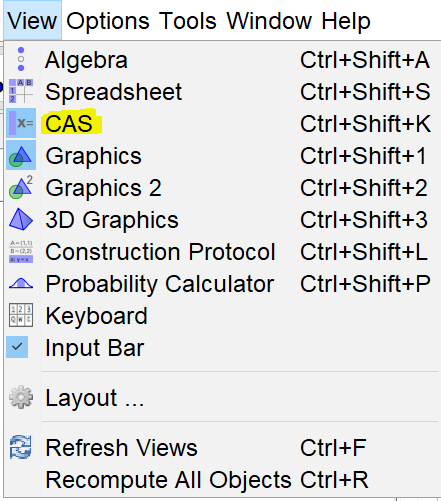 View Options Tools Window Help
Algebra Ctrl+Shift+A
Spreadsheet Ctrl+Shift+S
CAS Ctrl+Shift+K
Graphics Ctrl+Shift+1
Graphics 2 Ctrl+Shift+2
3D Graphics Ctrl+Shift+3
Construction Protocol Ctrl+Shift+L
Probability Calculator Ctrl+Shift+P
Keyboard
Input Bar
Layout ...
Refresh Views Ctrl+F
Recompute All Objects Ctrl+R